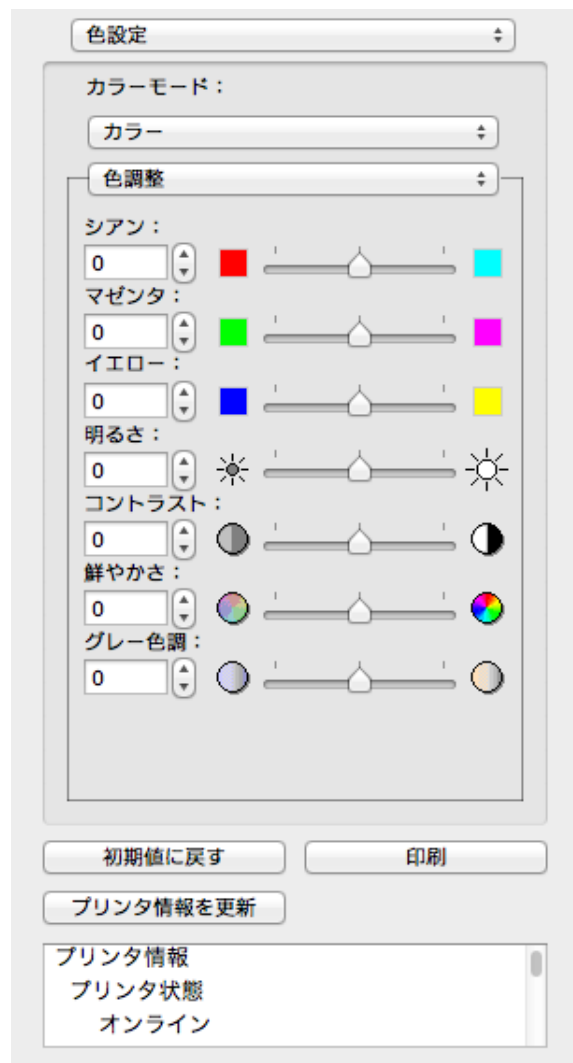 色設定
カラーモード：
カラー
色調整
シアン：
0
マゼンタ：
0
イエロー：
0
明るさ：
0
コントラスト：
0
鮮やかさ：
0
グレー色調：
0
初期値に戻す
印刷
プリンタ情報を更新
プリンタ情報
プリンタ状態
オンライン